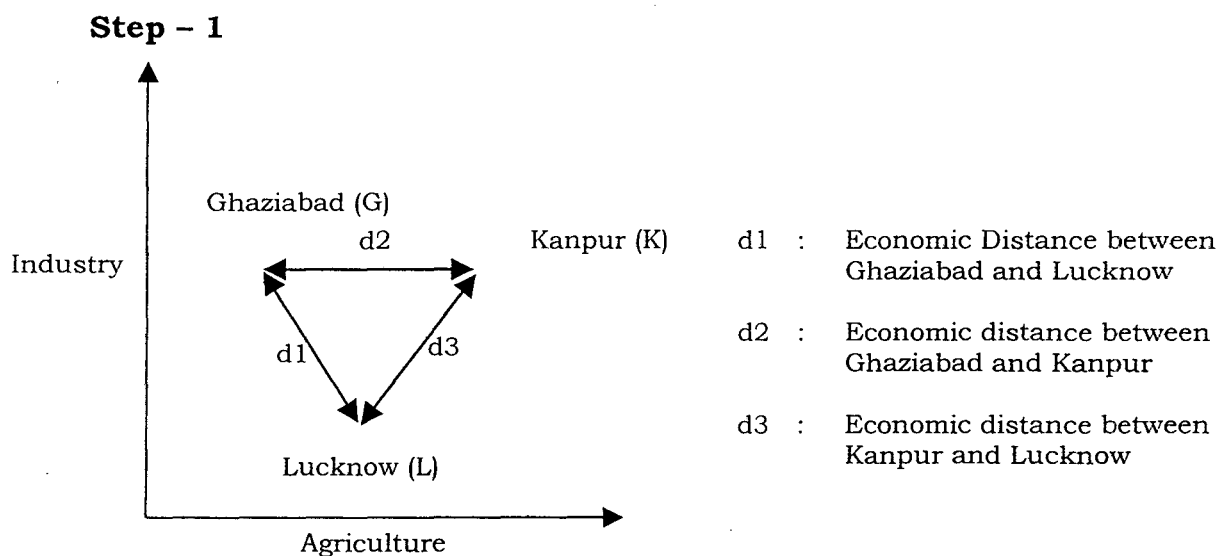 Step – 1
Ghaziabad (G)
d2
Kanpur (K)
Industry
d1
d3
Lucknow (L)
Agriculture
d1 : Economic Distance between
Ghaziabad and Lucknow
d2 : Economic distance between
Ghaziabad and Kanpur
d3 : Economic distance between
Kanpur and Lucknow